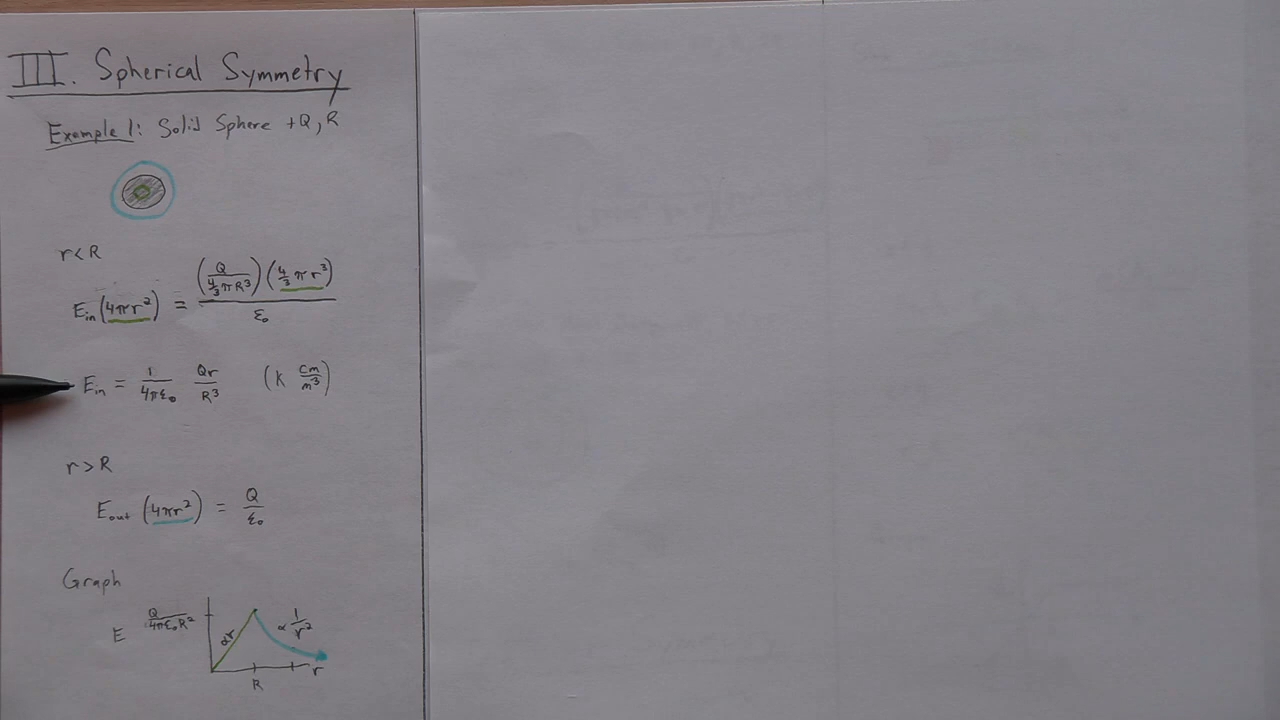 III. Spherical Symmetry
Example 1: Solid Sphere +Q, R
r<R
E_in (4πr²) = (Q / (4/3 πR³)) (4/3 πr³) / ε₀
E_in = 1/(4πε₀) Qr/R³ (k cm/m³)
r>R
E_out (4πr²) = Q/ε₀
Graph
E Q/(4πε₀R²) αr α 1/r² r
R